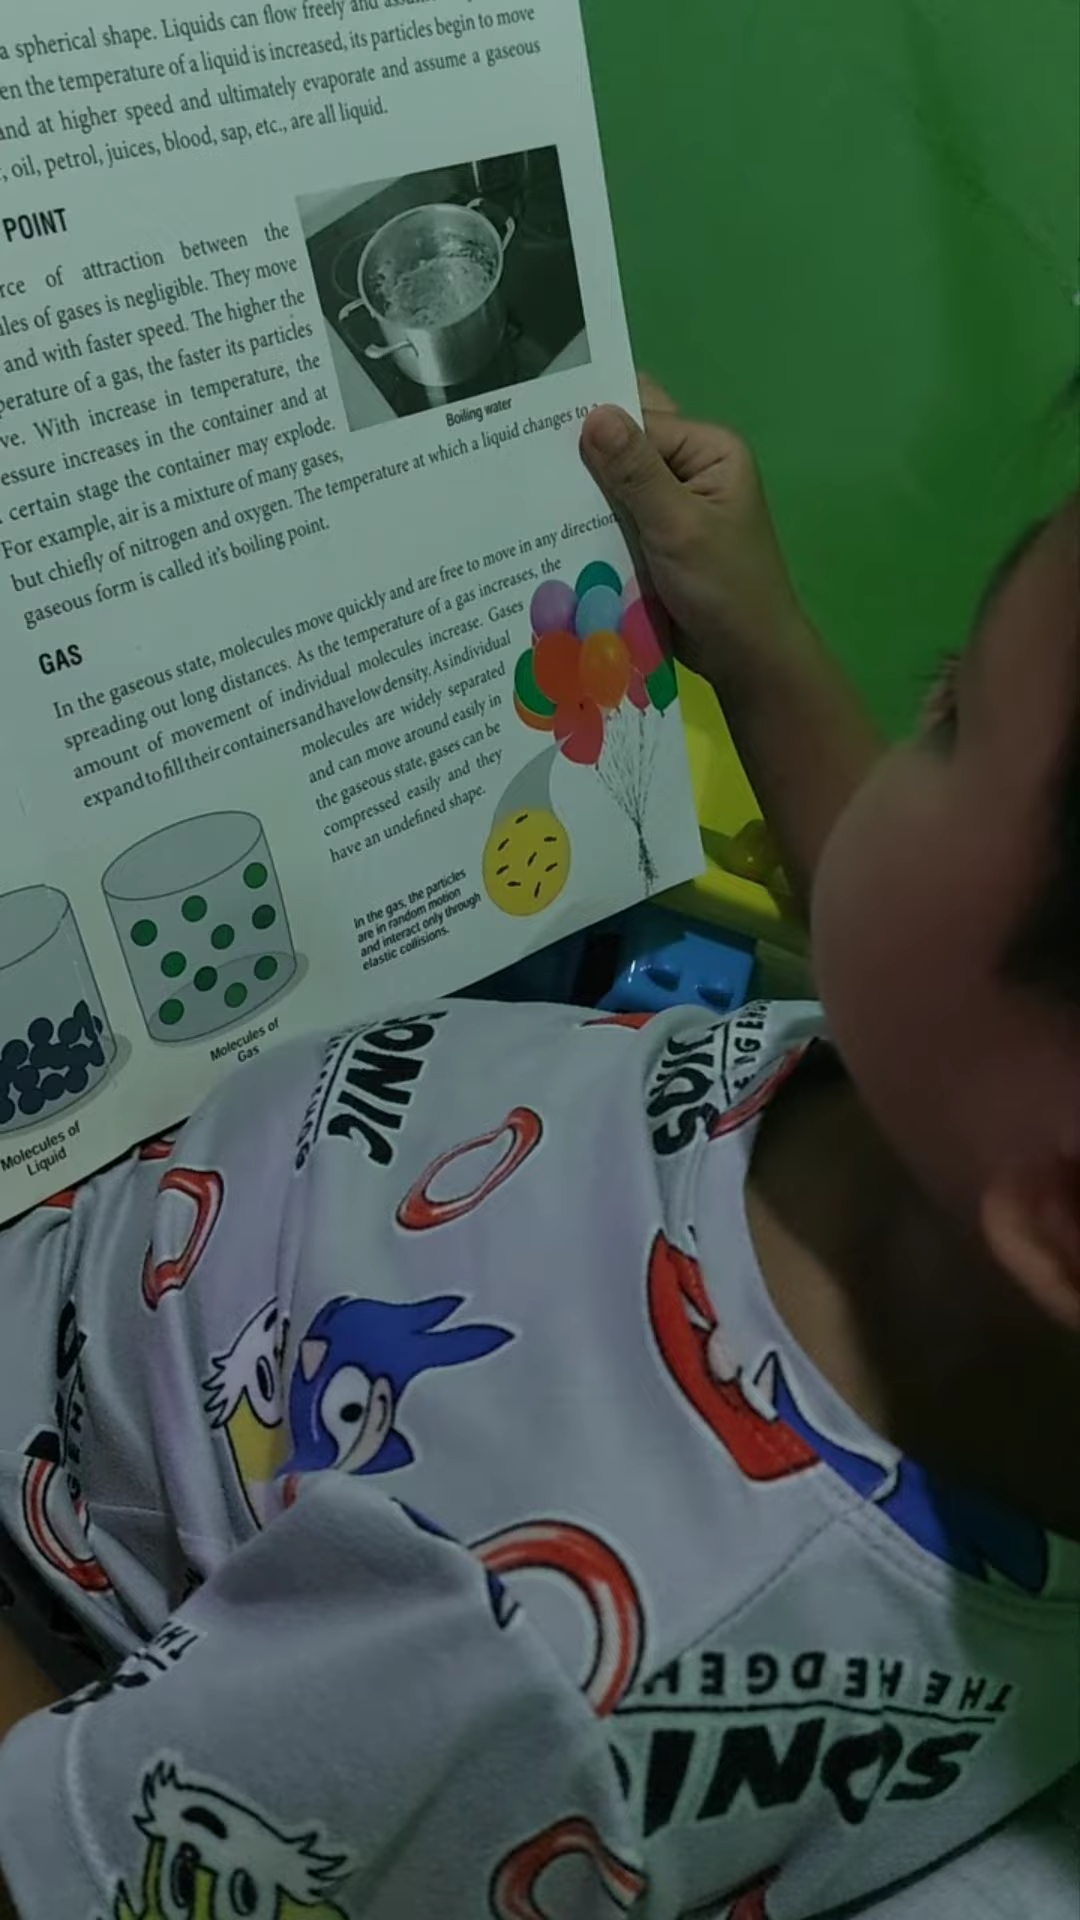 a spherical shape. Liquids can flow freely and
en the temperature of a liquid is increased, its particles begin to move
and at higher speed and ultimately evaporate and assume a gaseous
, oil, petrol, juices, blood, sap, etc., are all liquid.
POINT
rce of attraction between the
les of gases is negligible. They move
and with faster speed. The higher the
perature of a gas, the faster its particles
ve. With increase in temperature, the
essure increases in the container and at
certain stage the container may explode.
For example, air is a mixture of many gases,
but chiefly of nitrogen and oxygen. The temperature at which a liquid changes to a
gaseous form is called it's boiling point.
Boiling water
GAS
In the gaseous state, molecules move quickly and are free to move in any direction,
spreading out long distances. As the temperature of a gas increases, the
amount of movement of individual molecules increase. Gases
expand to fill their containers and have low density. As individual
molecules are widely separated
and can move around easily in
the gaseous state, gases can be
compressed easily and they
have an undefined shape.
In the gas, the particles
are in random motion
and interact only through
elastic collisions.
Molecules of
Gas
Molecules of
Liquid
SONIC
THE HEDGEH
SONI